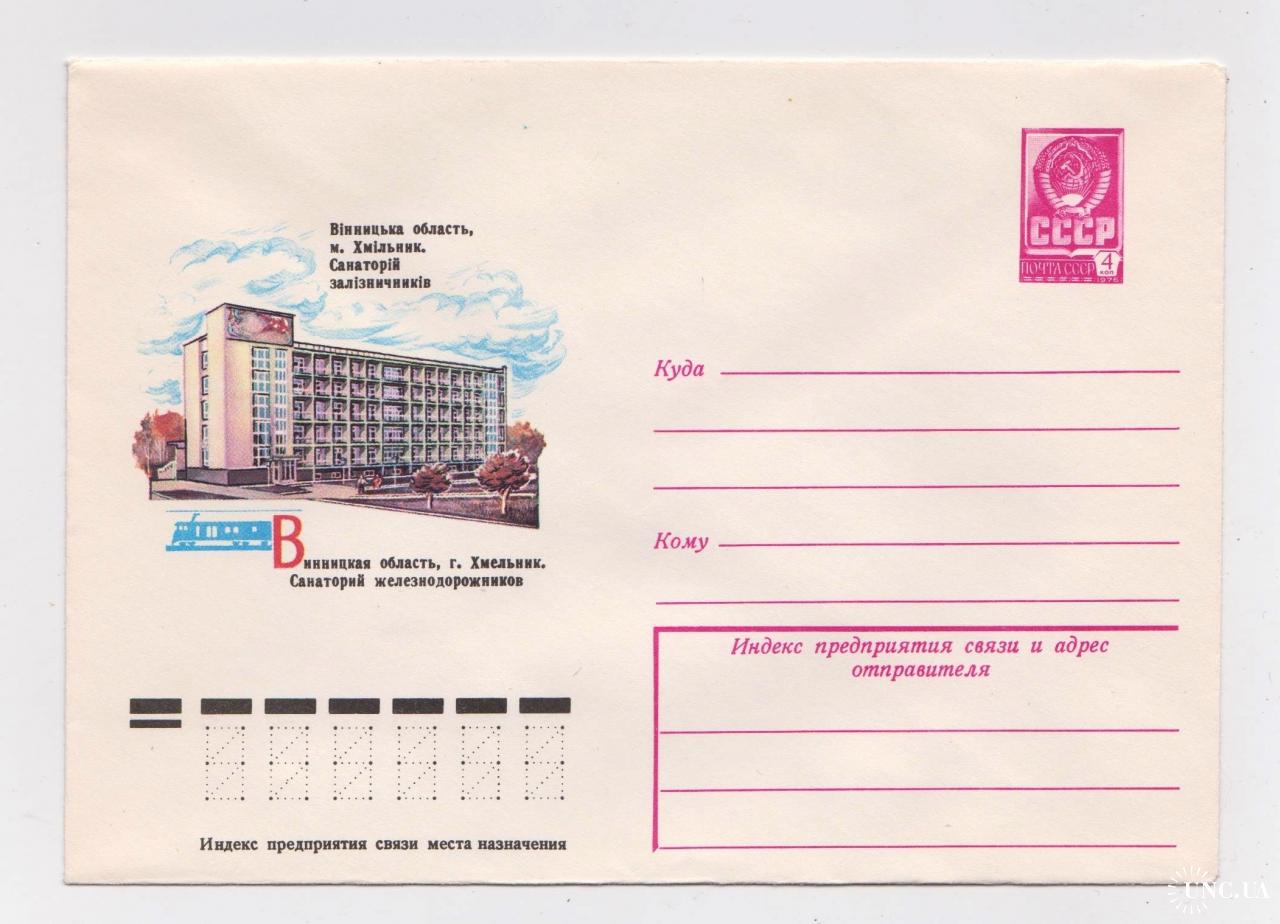 Вінницька область,
м. Хмільник.
Санаторій
залізничників
Винницкая область, г. Хмельник.
Санаторий железнодорожников
СССР
ПОЧТА СССР 4 коп
1976
Куда
Кому
Индекс предприятия связи и адрес
отправителя
Индекс предприятия связи места назначения
UNC.UA